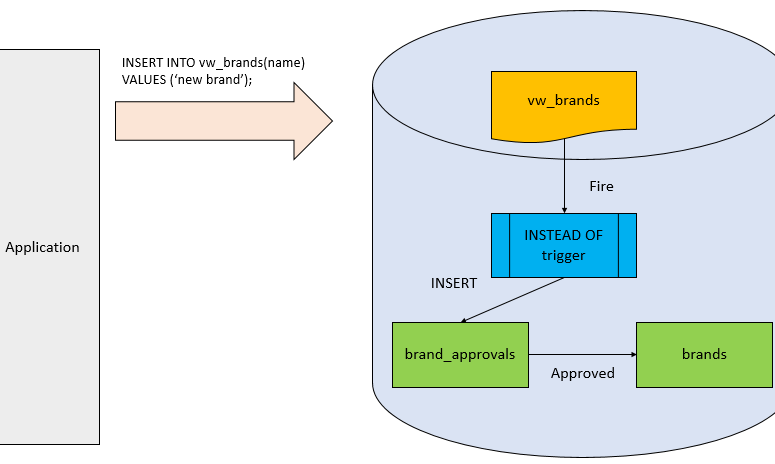 INSERT INTO vw_brands(name)
VALUES (‘new brand’);
vw_brands
Fire
Application
INSTEAD OF
trigger
INSERT
brand_approvals
Approved
brands